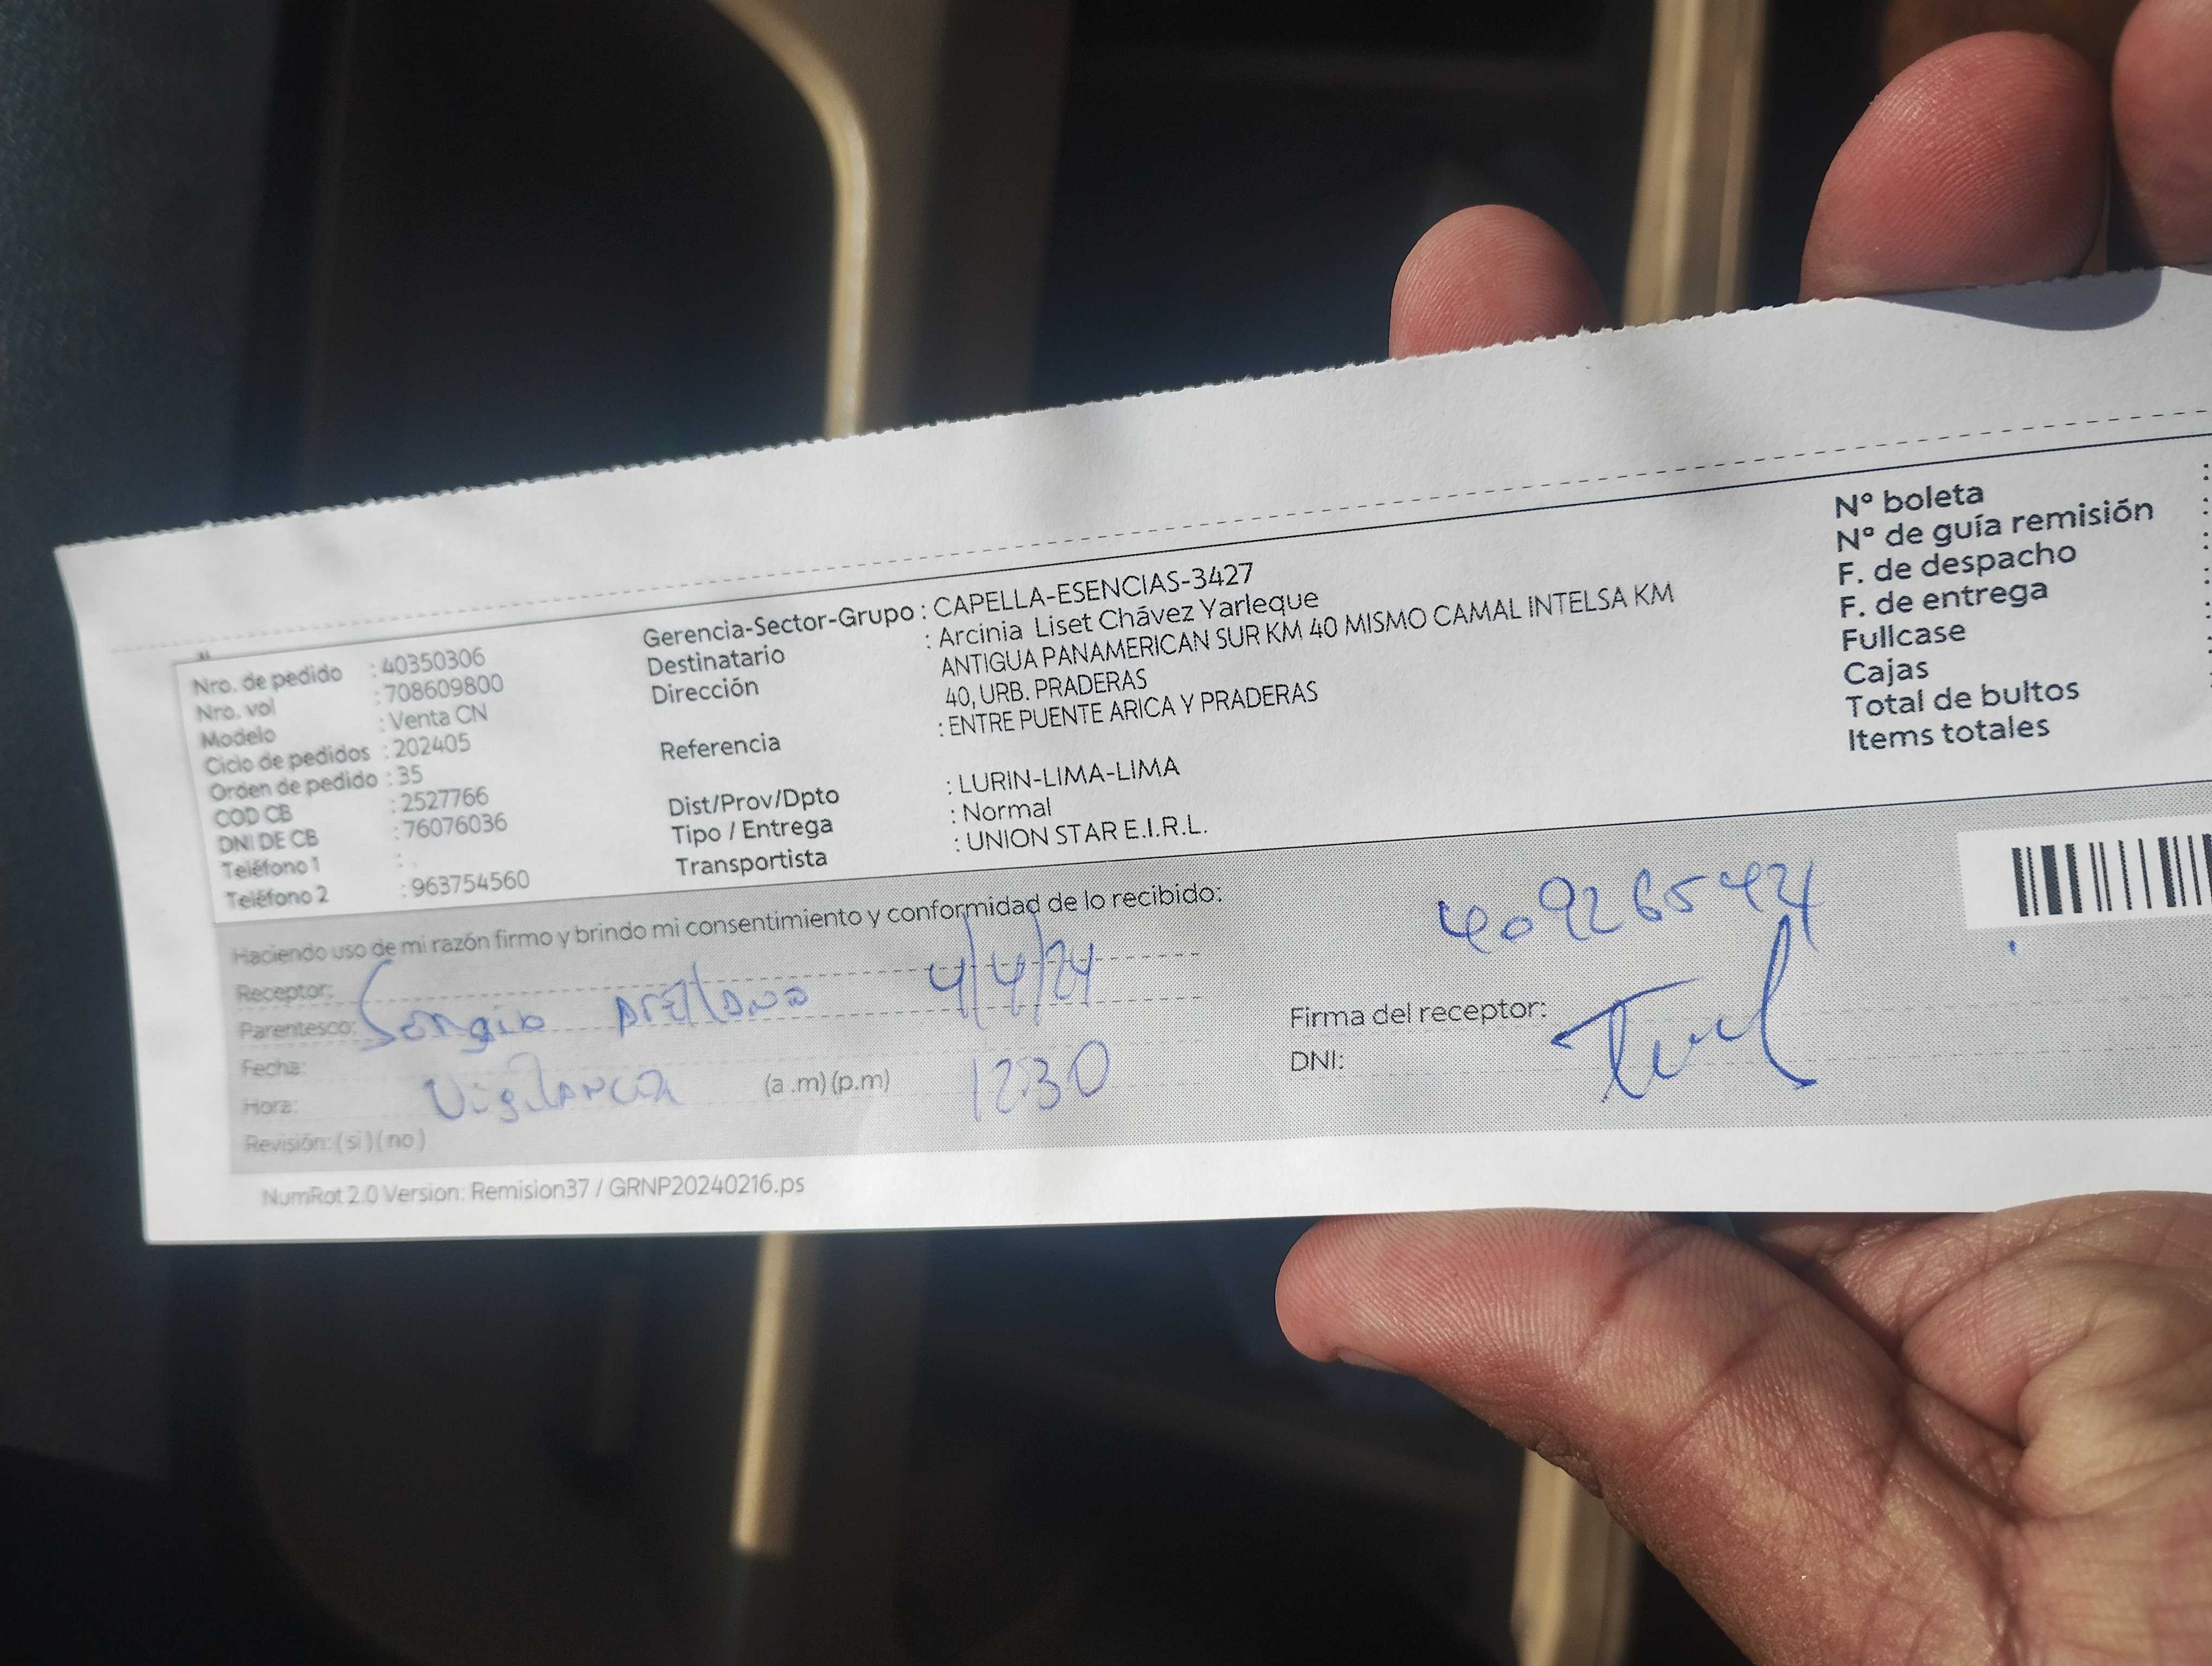 Nro. de pedido : 40350306
Nro. vol : 708609800
Modelo : Venta CN
Ciclo de pedidos : 202405
Orden de pedido : 35
COD CB : 2527766
DNI DE CB : 76076036
Teléfono 1 :
Teléfono 2 : 963754560
Gerencia-Sector-Grupo : CAPELLA-ESENCIAS-3427
Destinatario : Arcinia Liset Chávez Yarleque
Dirección ANTIGUA PANAMERICAN SUR KM 40 MISMO CAMAL INTELSA KM
40, URB. PRADERAS
Referencia : ENTRE PUENTE ARICA Y PRADERAS
Dist/Prov/Dpto : LURIN-LIMA-LIMA
Tipo / Entrega : Normal
Transportista : UNION STAR E.I.R.L.
N° boleta :
N° de guía remisión :
F. de despacho :
F. de entrega :
Fullcase :
Cajas :
Total de bultos
Items totales
Haciendo uso de mi razón firmo y brindo mi consentimiento y conformidad de lo recibido:
Receptor:
Parentesco: Sergio Arellano 4/4/24
Fecha:
Hora: Vigilancia (a .m) (p.m) 12:30
Revisión: ( si ) ( no )
40926542
Firma del receptor:
DNI:
NumRot 2.0 Version: Remision37 / GRNP20240216.ps